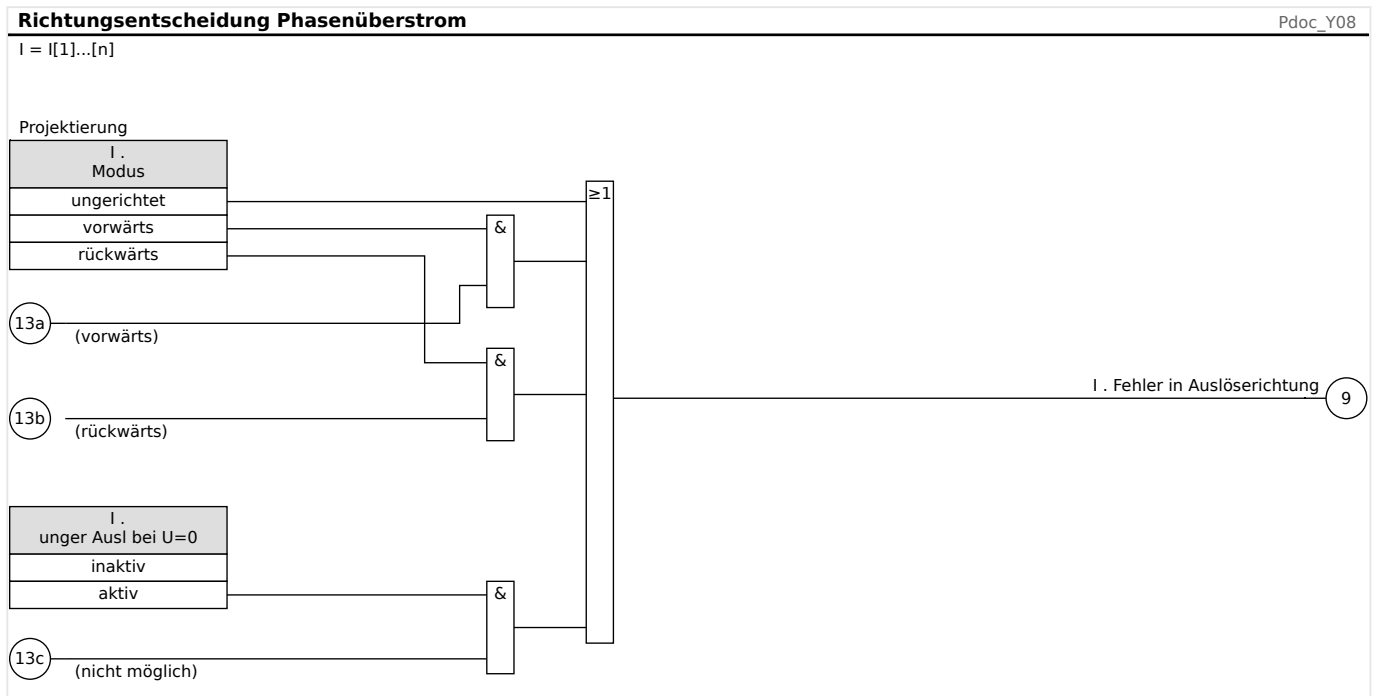 Richtungsentscheidung Phasenüberstrom
Pdoc_Y08
I = I[1]...[n]
Projektierung
I .
Modus
ungerichtet
vorwärts
rückwärts
≥1
&
13a
(vorwärts)
&
I . Fehler in Auslöserichtung
9
13b
(rückwärts)
I .
unger Ausl bei U=0
inaktiv
aktiv
&
13c
(nicht möglich)